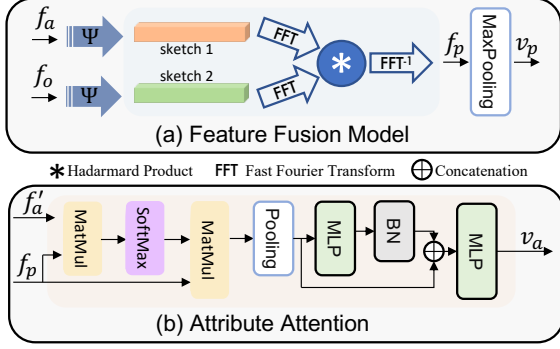 f_a
Ψ
sketch 1
FFT
f_o
Ψ
sketch 2
FFT
*
FFT⁻¹
f_p
MaxPooling
v_p
(a) Feature Fusion Model
* Hadarmard Product FFT Fast Fourier Transform ⊕ Concatenation
f'_a
f_p
MatMul
SoftMax
MatMul
Pooling
MLP
BN
⊕
MLP
v_a
(b) Attribute Attention